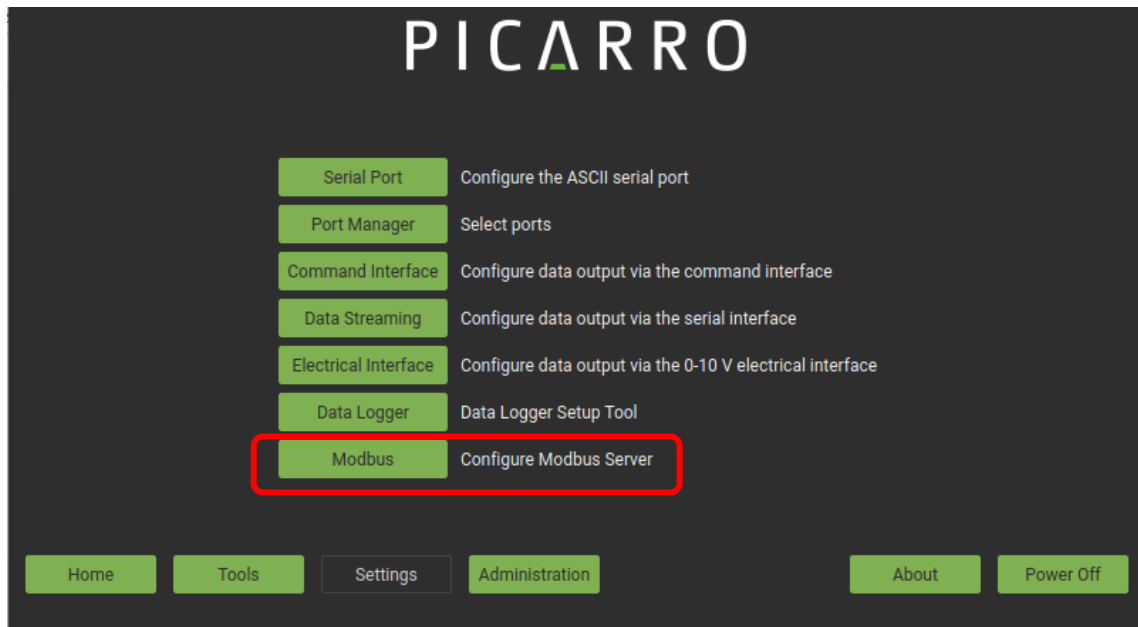 PICARRO
Serial Port Configure the ASCII serial port
Port Manager Select ports
Command Interface Configure data output via the command interface
Data Streaming Configure data output via the serial interface
Electrical Interface Configure data output via the 0-10 V electrical interface
Data Logger Data Logger Setup Tool
Modbus Configure Modbus Server
Home Tools Settings Administration About Power Off